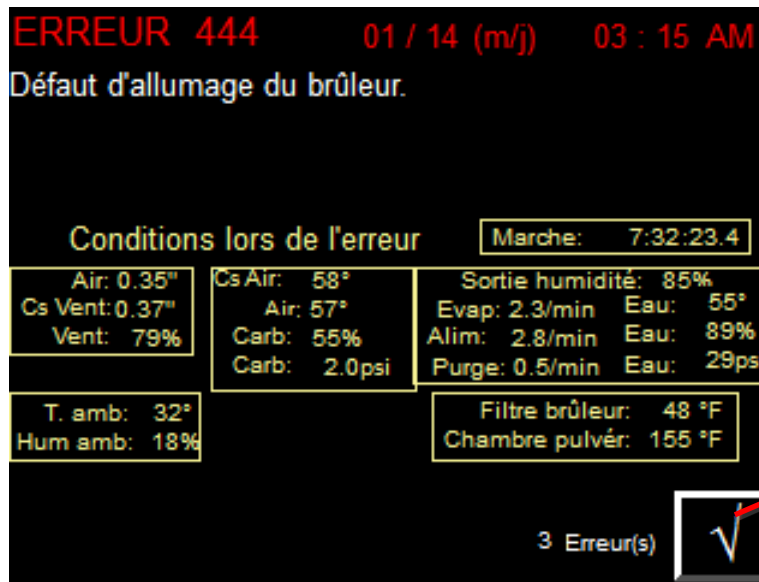 ERREUR 444 01 / 14 (m/j) 03 : 15 AM
Défaut d'allumage du brûleur.
Conditions lors de l'erreur
Marche: 7:32:23.4
Air: 0.35"
Cs Vent: 0.37"
Vent: 79%
Cs Air: 58°
Air: 57°
Carb: 55%
Carb: 2.0psi
Sortie humidité: 85%
Evap: 2.3/min Eau: 55°
Alim: 2.8/min Eau: 89%
Purge: 0.5/min Eau: 29ps
T. amb: 32°
Hum amb: 18%
Filtre brûleur: 48 °F
Chambre pulvér: 155 °F
3 Erreur(s)
√